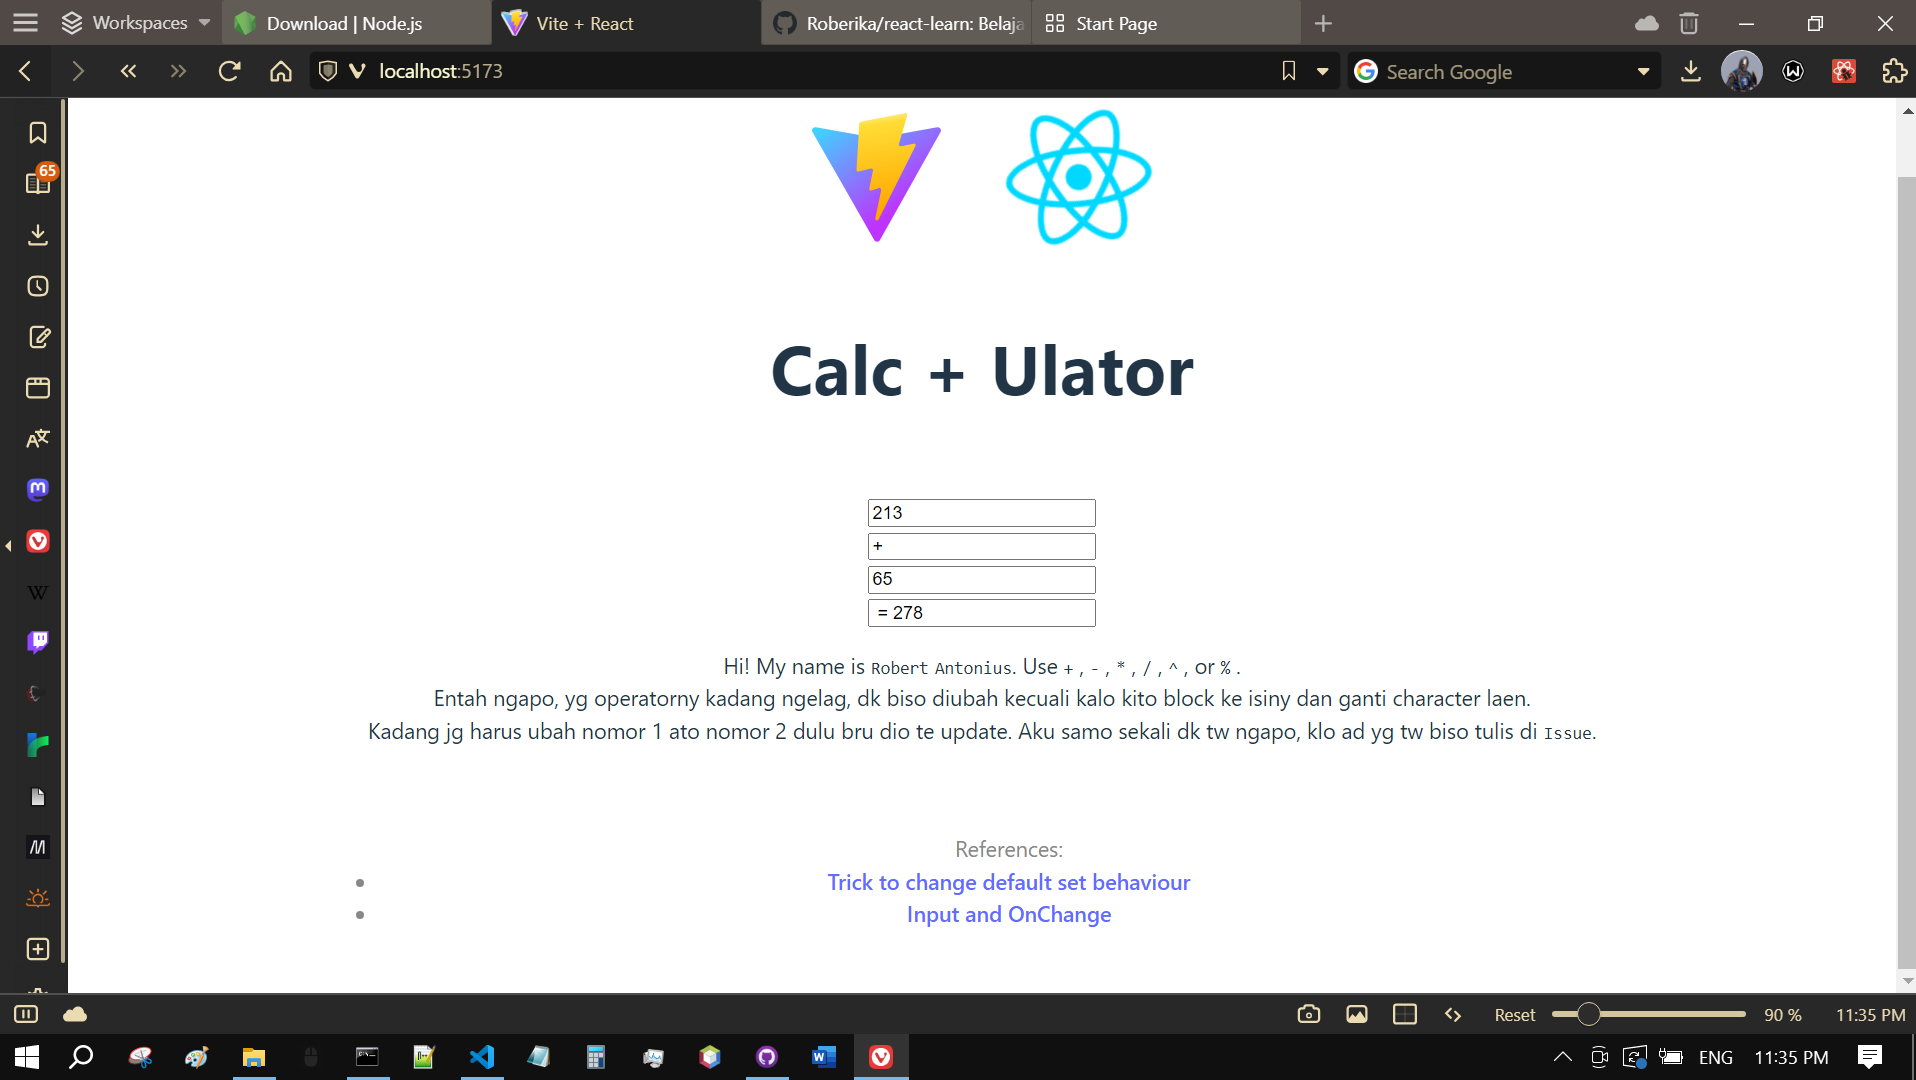 Workspaces
Download | Node.js
Vite + React
Roberika/react-learn: Belaja
Start Page
localhost:5173
Search Google
65
Calc + Ulator
213
+
65
= 278
Hi! My name is Robert Antonius. Use + , - , * , / , ^ , or % .
Entah ngapo, yg operatorny kadang ngelag, dk biso diubah kecuali kalo kito block ke isiny dan ganti character laen.
Kadang jg harus ubah nomor 1 ato nomor 2 dulu bru dio te update. Aku samo sekali dk tw ngapo, klo ad yg tw biso tulis di Issue.
References:
Trick to change default set behaviour
Input and OnChange
Reset
90 %
11:35 PM
ENG
11:35 PM